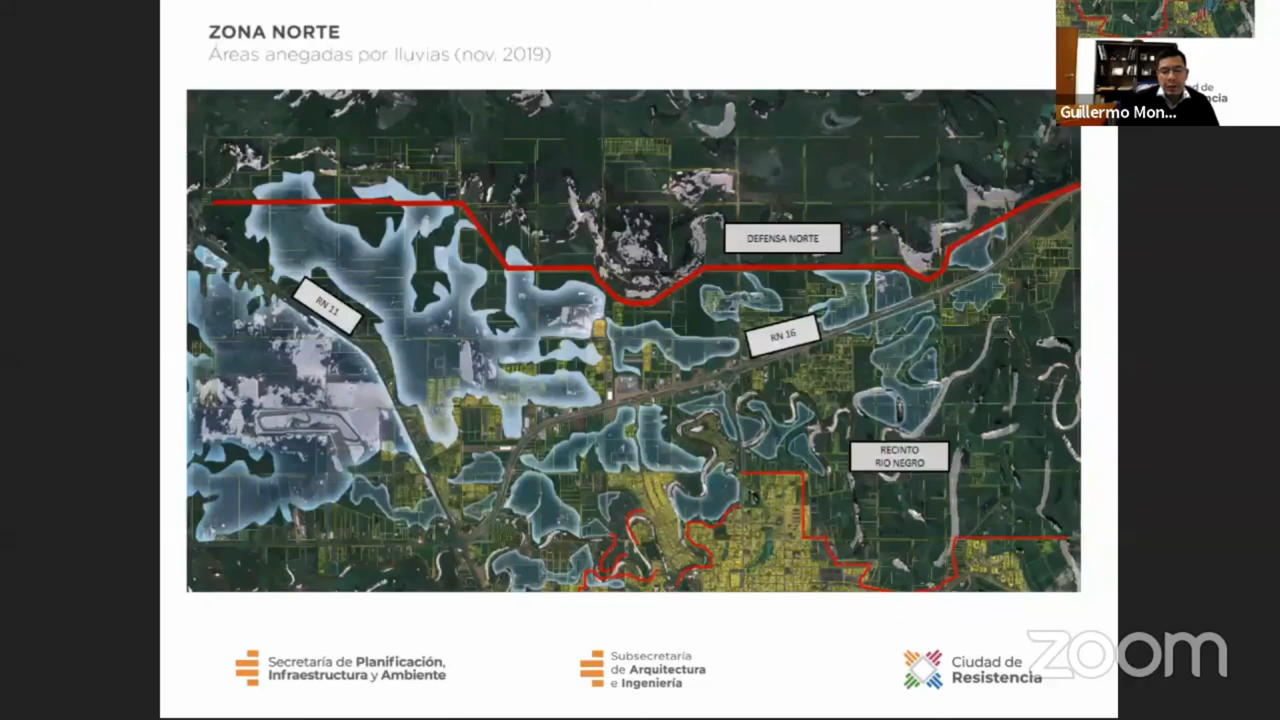 ZONA NORTE
Áreas anegadas por lluvias (nov. 2019)
Guillermo Mon...
DEFENSA NORTE
RN 11
RN 16
RECINTO
RIO NEGRO
Secretaría de Planificación,
Infraestructura y Ambiente
Subsecretaría
de Arquitectura
e Ingeniería
Ciudad de
Resistencia
zoom